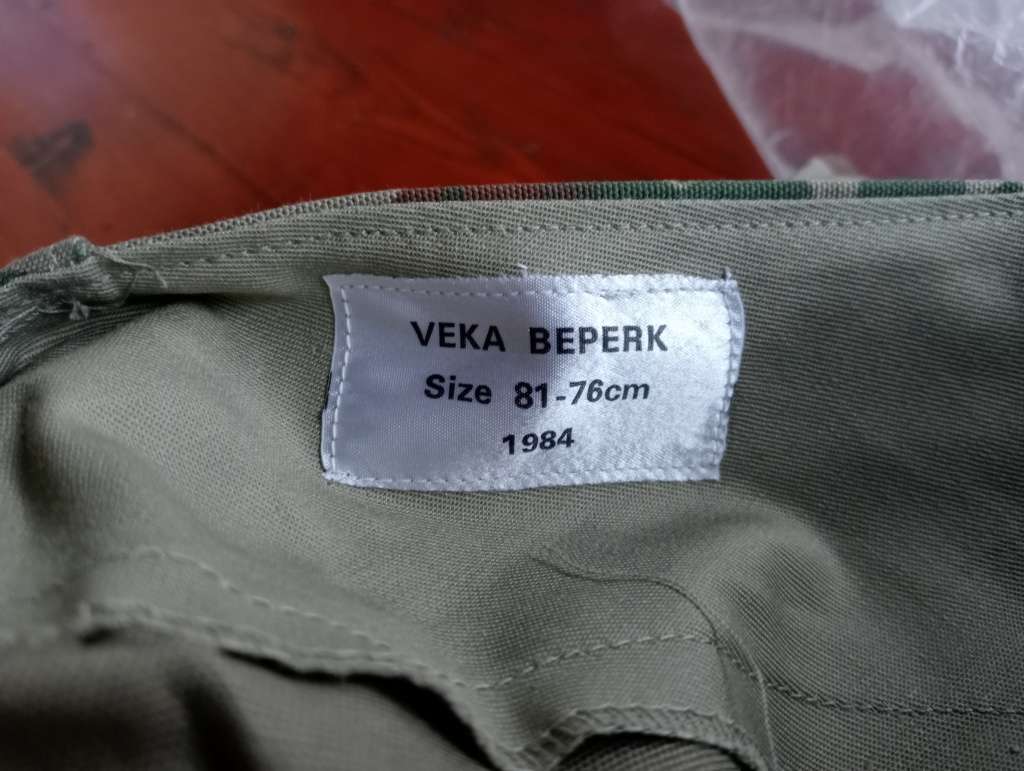 VEKA BEPERK
Size 81-76cm
1984